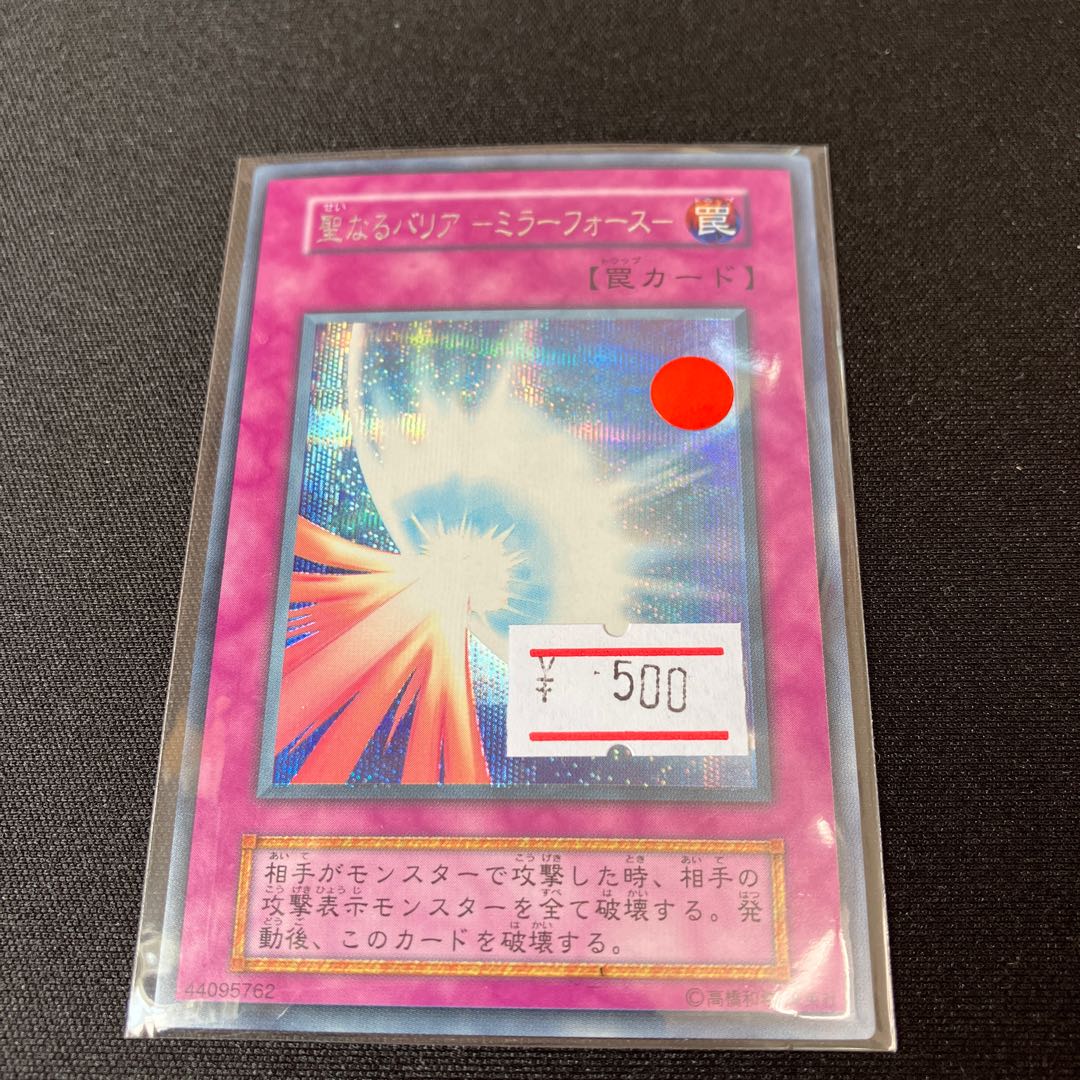 聖なるバリア －ミラーフォース－ 罠
【罠カード】
¥ 500
相手がモンスターで攻撃した時、相手の
攻撃表示モンスターを全て破壊する。発
動後、このカードを破壊する。
44095762 ©高橋和